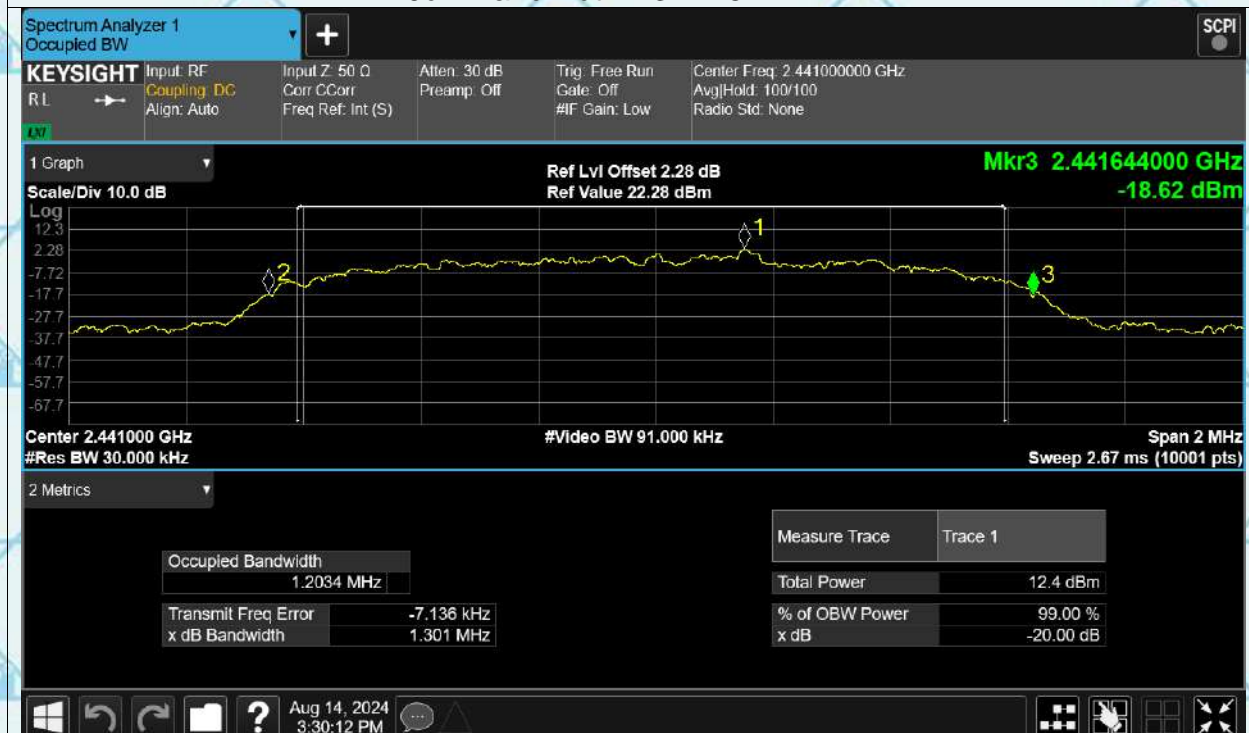 Spectrum Analyzer 1
Occupied BW
+
SCPI
KEYSIGHT
RL
LXI
Input: RF
Coupling: DC
Align: Auto
Input Z: 50 Ω
Corr CCorr
Freq Ref: Int (S)
Atten: 30 dB
Preamp: Off
Trig: Free Run
Gate: Off
#IF Gain: Low
Center Freq: 2.441000000 GHz
Avg|Hold: 100/100
Radio Std: None
1 Graph
Scale/Div 10.0 dB
Ref Lvl Offset 2.28 dB
Ref Value 22.28 dBm
Mkr3 2.441644000 GHz
-18.62 dBm
Log
12.3
2.28
-7.72
-17.7
-27.7
-37.7
-47.7
-57.7
-67.7
1
2
3
Center 2.441000 GHz
#Res BW 30.000 kHz
#Video BW 91.000 kHz
Span 2 MHz
Sweep 2.67 ms (10001 pts)
2 Metrics
Occupied Bandwidth
1.2034 MHz
Transmit Freq Error -7.136 kHz
x dB Bandwidth 1.301 MHz
Measure Trace Trace 1
Total Power 12.4 dBm
% of OBW Power 99.00 %
x dB -20.00 dB
?
Aug 14, 2024
3:30:12 PM